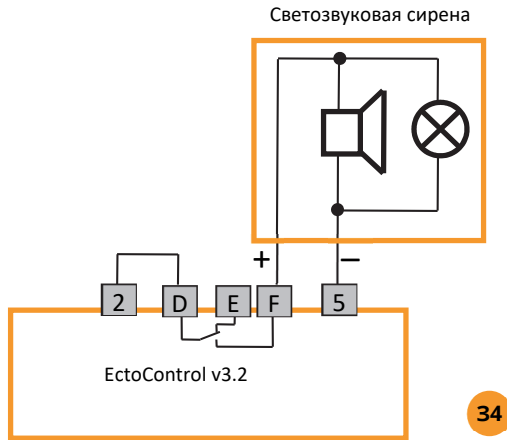 Светозвуковая сирена
+ –
2 D E F 5
EctoControl v3.2
34